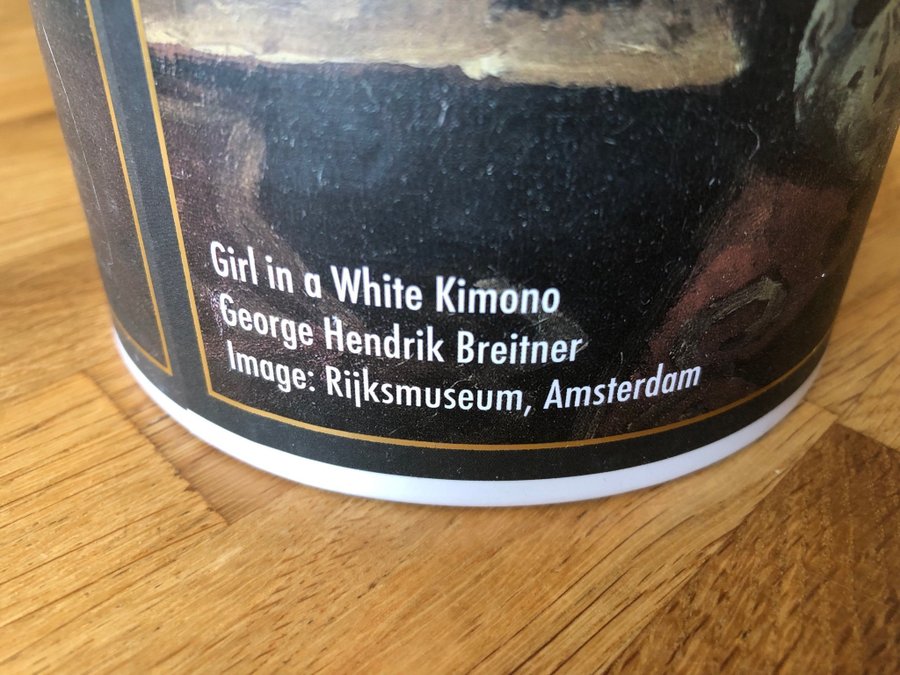 Girl in a White Kimono
George Hendrik Breitner
Image: Rijksmuseum, Amsterdam